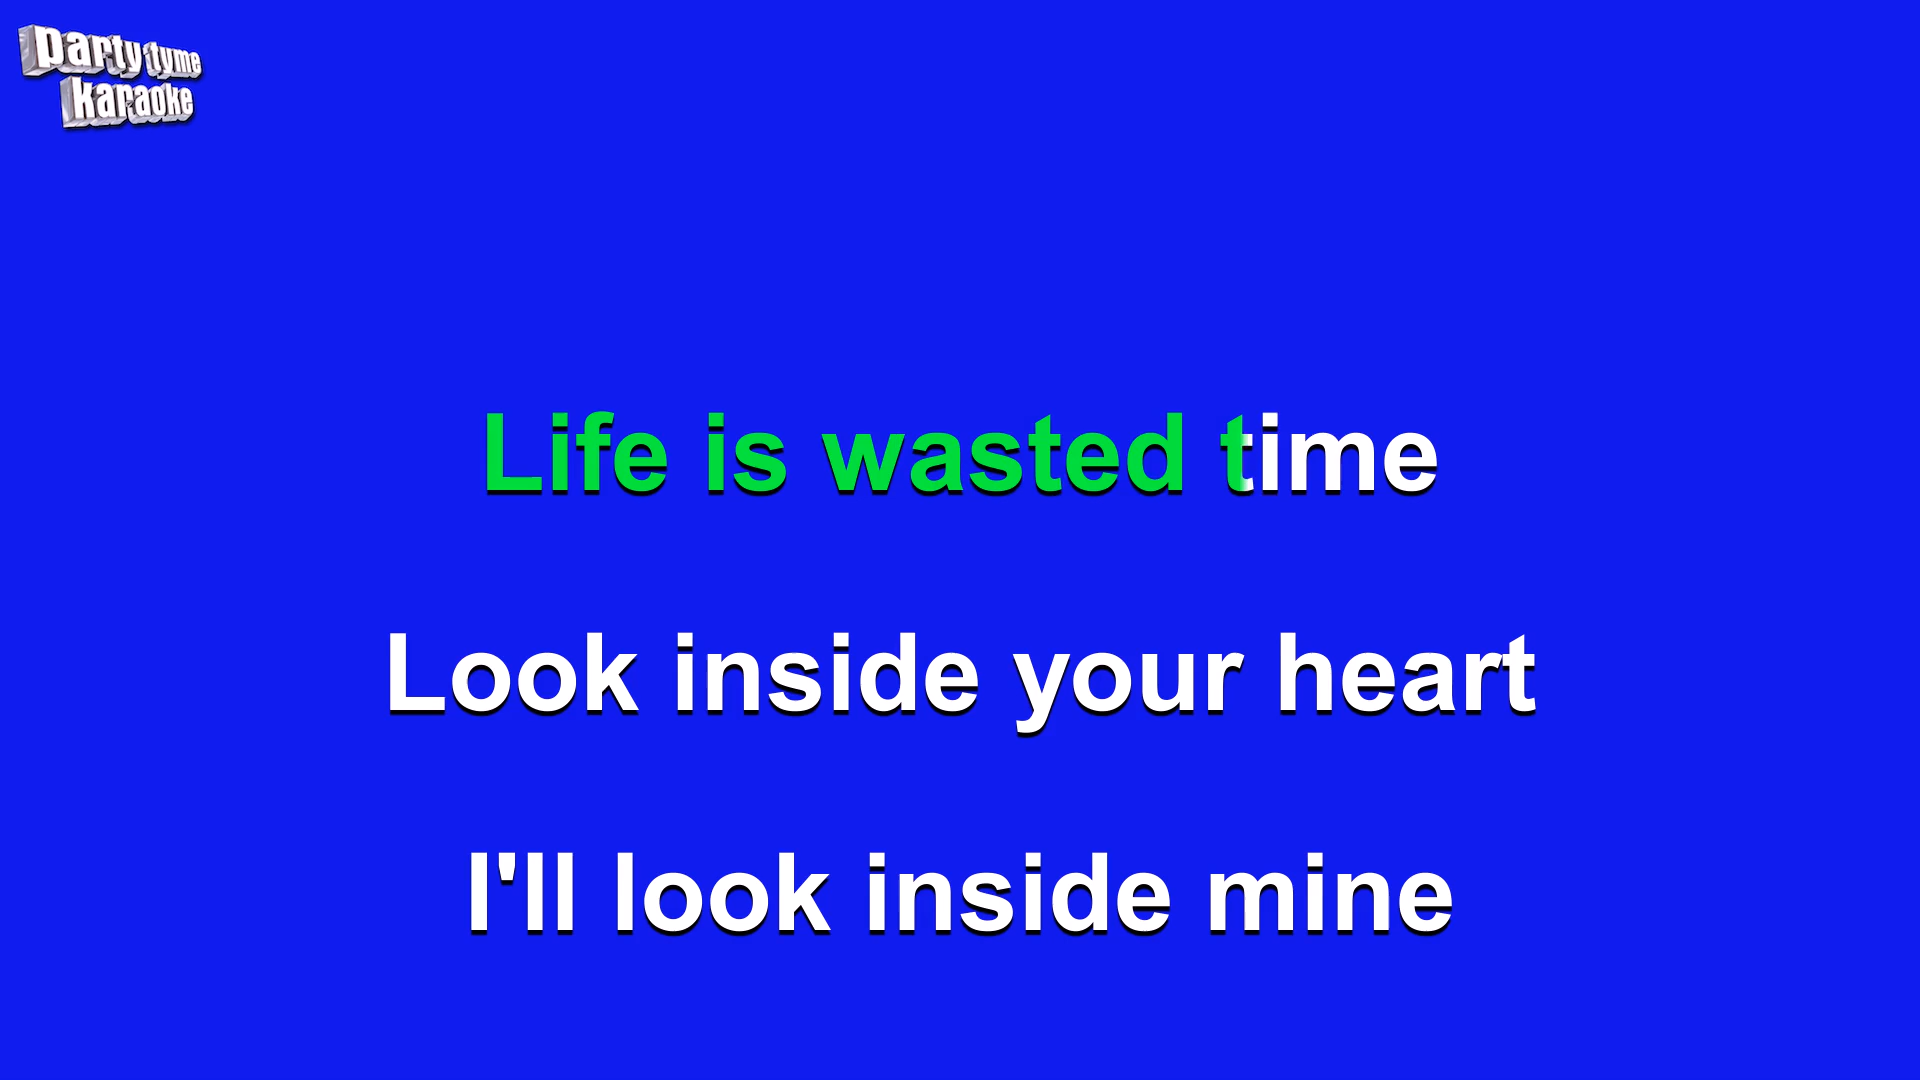 party tyme
karaoke
Life is wasted time
Look inside your heart
I'll look inside mine